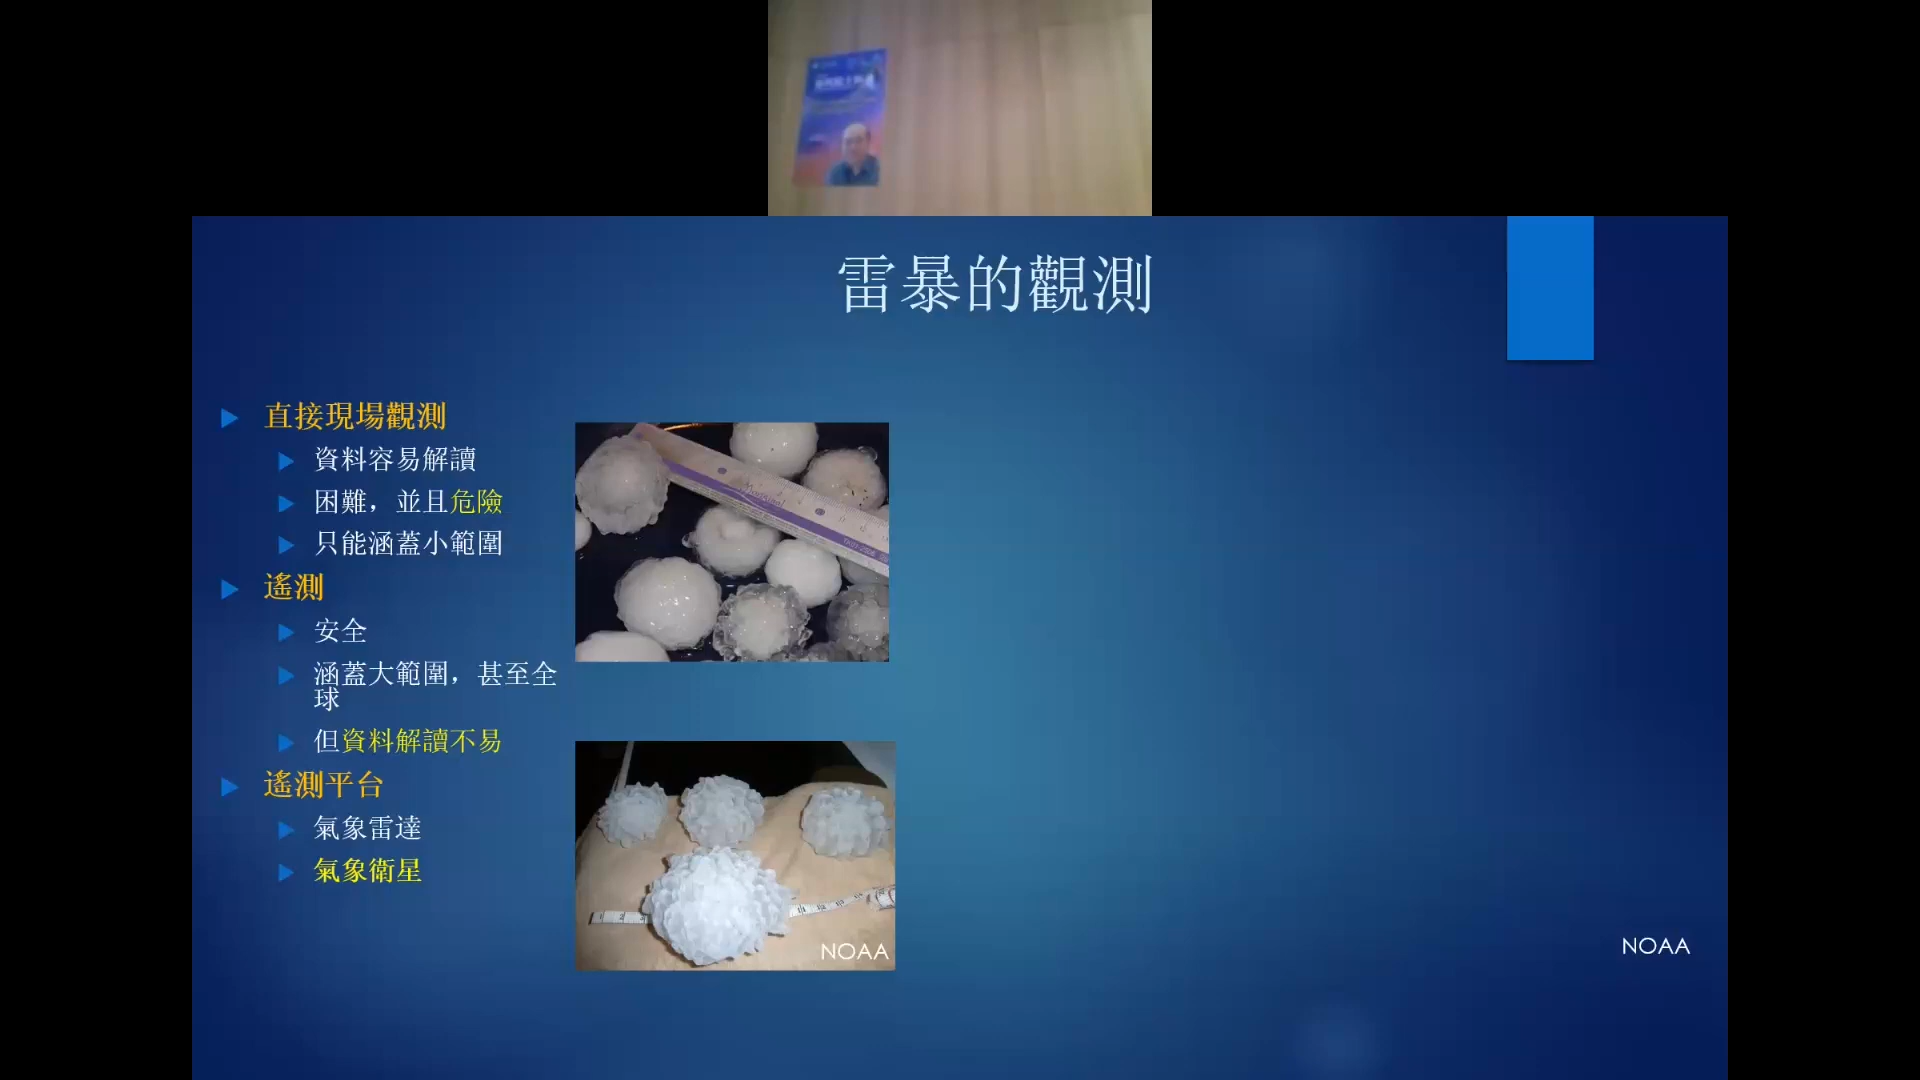 雷暴的觀測
直接現場觀測
資料容易解讀
困難，並且危險
只能涵蓋小範圍
遙測
安全
涵蓋大範圍，甚至全
球
但資料解讀不易
遙測平台
氣象雷達
氣象衛星
NOAA
NOAA